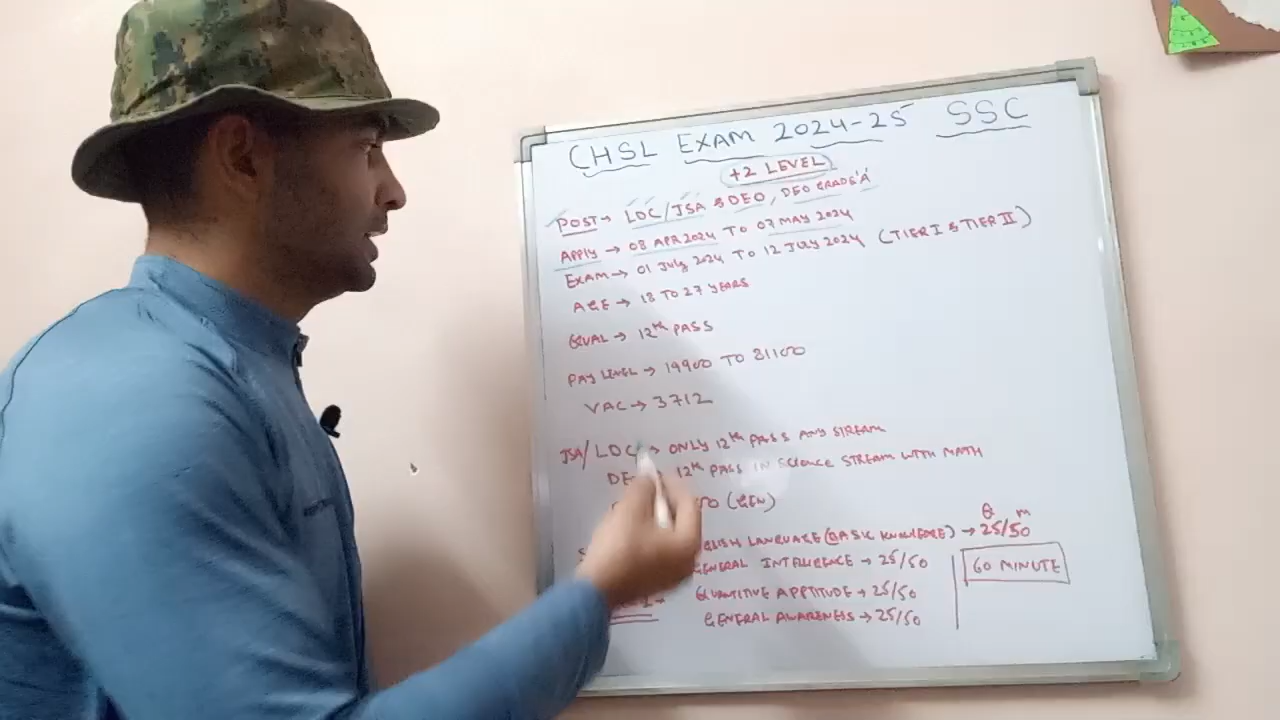 CHSL EXAM 2024-25 SSC
+2 LEVEL
POST→ LDC/JSA & DEO, DEO GRADE'A'
APPLY → 08 APR 2024 TO 07 MAY 2024
EXAM→ 01 July 2024 TO 12 JULY 2024 (TIER I & TIER II)
AGE → 18 TO 27 YEARS
QUAL → 12th PASS
PAY LEVEL → 19900 TO 81100
VAC → 3712
JSA/LDC → ONLY 12th PASS ANY STREAM
12th PASS IN SCIENCE STREAM WITH MATH
(GEN)
Q M
LANGUAGE (BASIC KNOWLEDGE) → 25/50
GENERAL INTELLIGENCE → 25/50
60 MINUTE
QUANTITIVE APPTITUDE → 25/50
GENERAL AWARENESS → 25/50